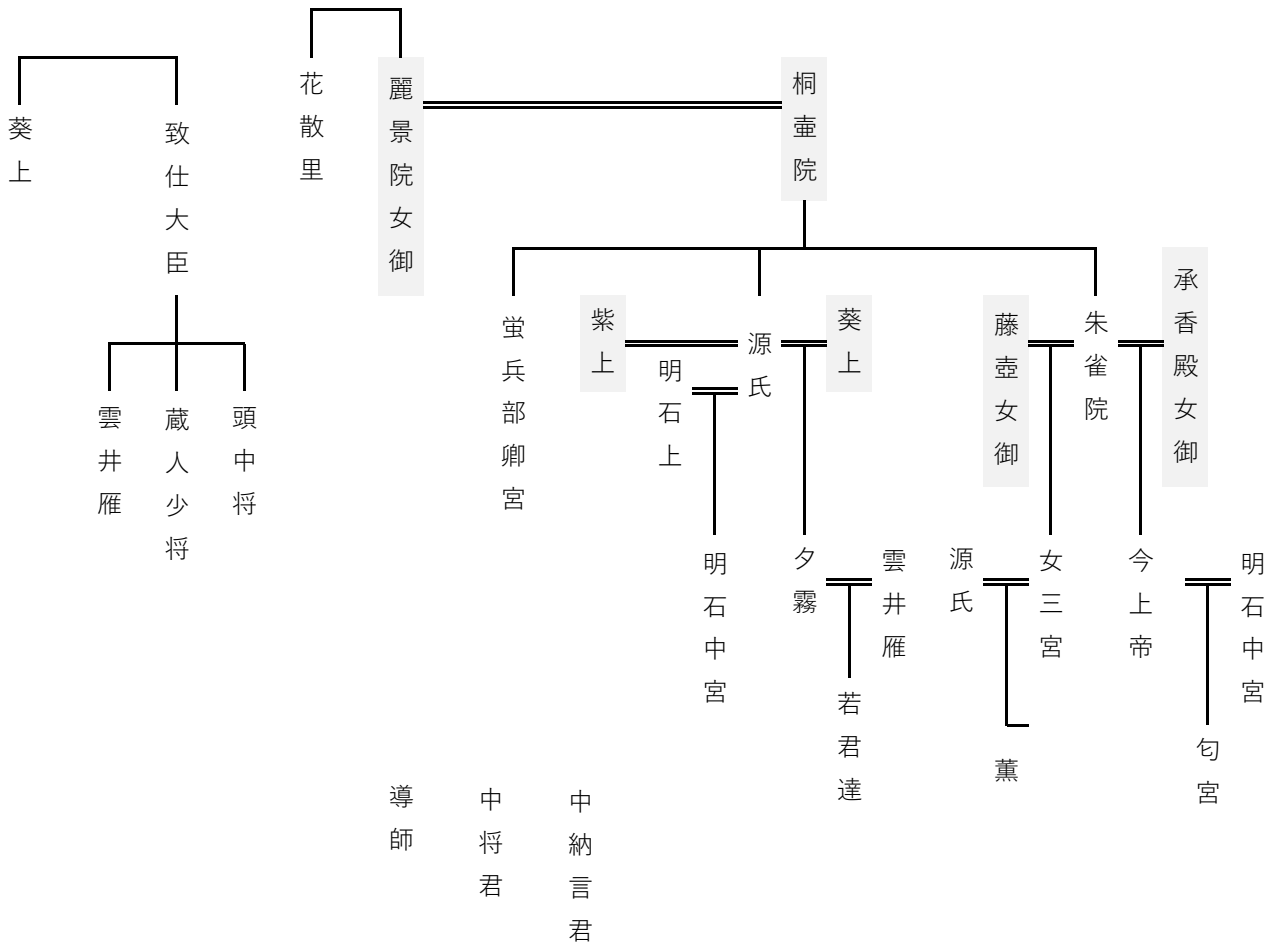 葵上
致仕大臣
花散里
麗景院女御
桐壷院
雲井雁
蔵人少将
頭中将
蛍兵部卿宮
紫上
明石上
源氏
葵上
藤壺女御
朱雀院
承香殿女御
明石中宮
夕霧
雲井雁
源氏
女三宮
今上帝
明石中宮
若君達
薫
匂宮
導師
中将君
中納言君